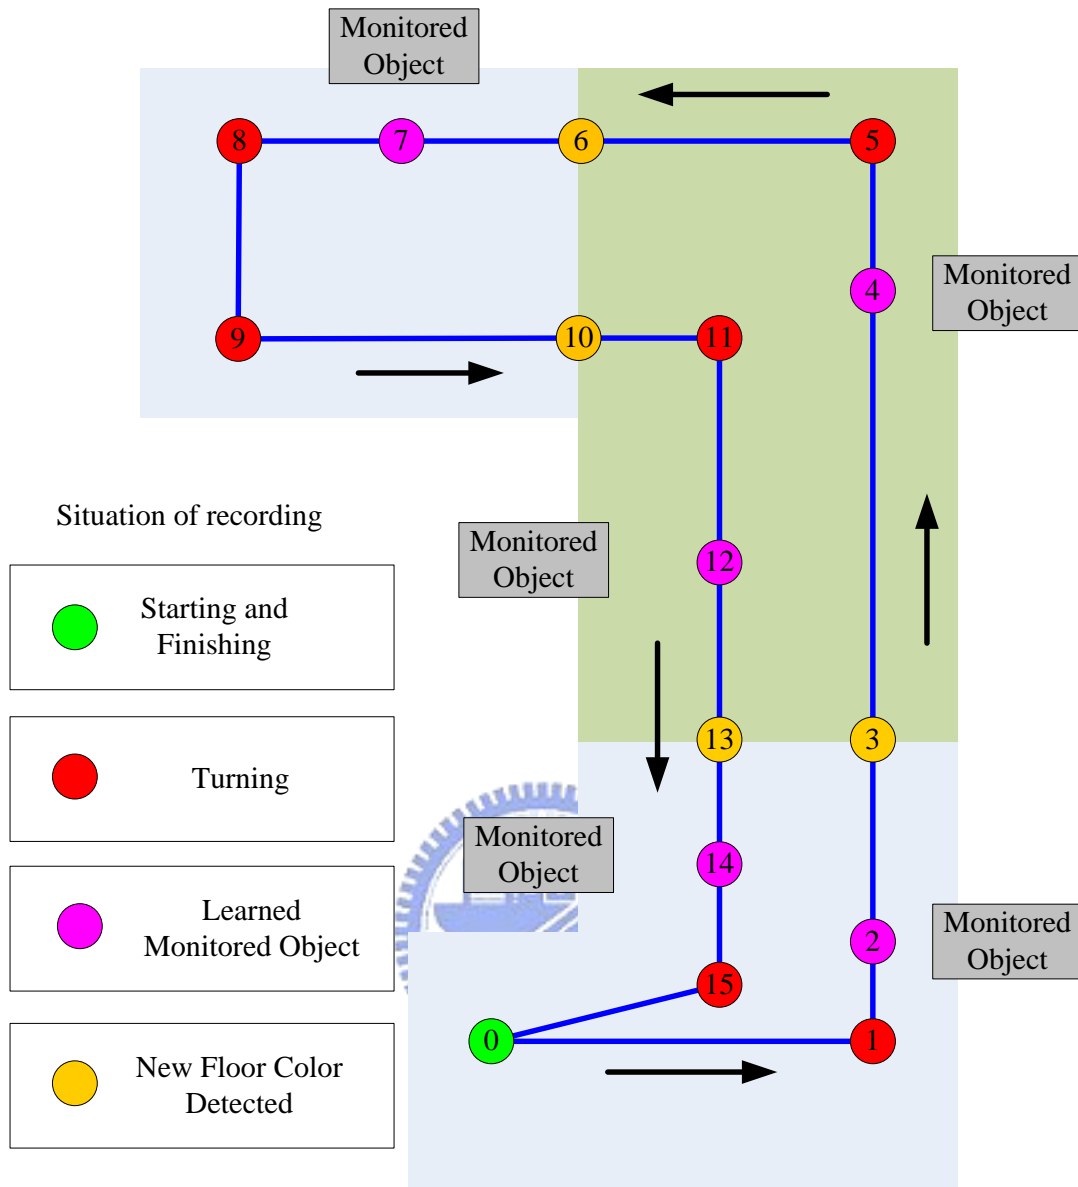 Monitored
Object
8
7
6
5
4
Monitored
Object
9
10
11
Situation of recording
Monitored
Object
12
Starting and
Finishing
13
3
Turning
Monitored
Object
14
Learned
Monitored Object
2
Monitored
Object
15
0
1
New Floor Color
Detected